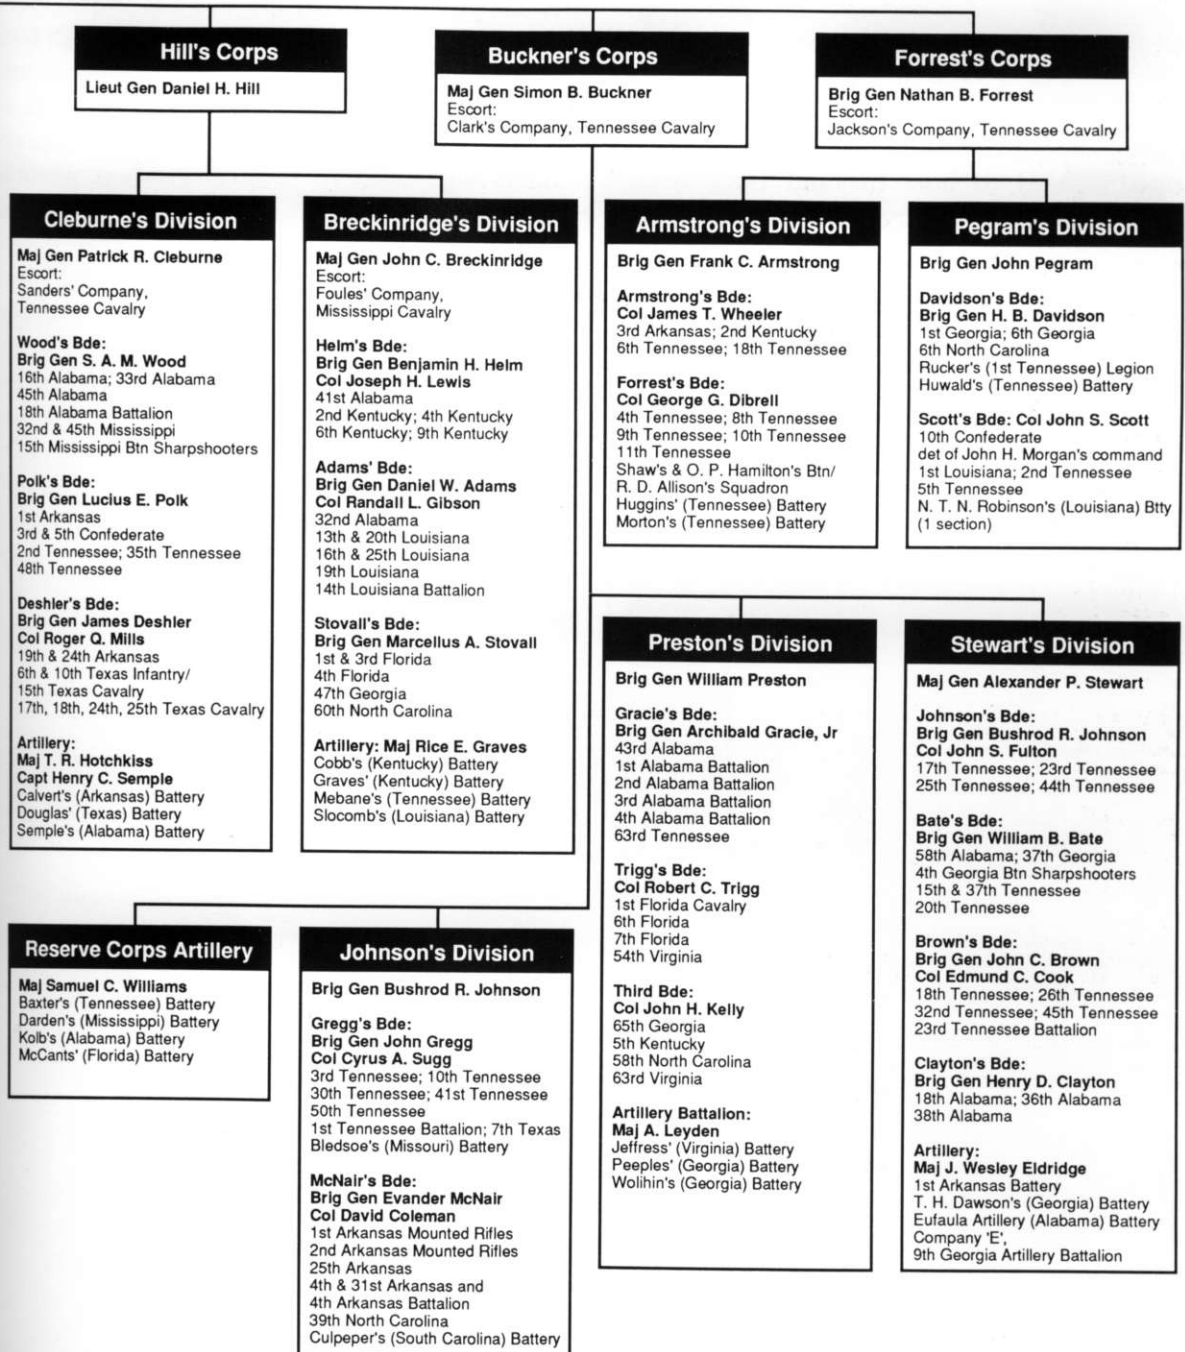 Hill's Corps
Lieut Gen Daniel H. Hill
Buckner's Corps
Maj Gen Simon B. Buckner
Escort:
Clark's Company, Tennessee Cavalry
Forrest's Corps
Brig Gen Nathan B. Forrest
Escort:
Jackson's Company, Tennessee Cavalry
Cleburne's Division
Maj Gen Patrick R. Cleburne
Escort:
Sanders' Company,
Tennessee Cavalry
Wood's Bde:
Brig Gen S. A. M. Wood
16th Alabama; 33rd Alabama
45th Alabama
18th Alabama Battalion
32nd & 45th Mississippi
15th Mississippi Btn Sharpshooters
Polk's Bde:
Brig Gen Lucius E. Polk
1st Arkansas
3rd & 5th Confederate
2nd Tennessee; 35th Tennessee
48th Tennessee
Deshler's Bde:
Brig Gen James Deshler
Col Roger Q. Mills
19th & 24th Arkansas
6th & 10th Texas Infantry/
15th Texas Cavalry
17th, 18th, 24th, 25th Texas Cavalry
Artillery:
Maj T. R. Hotchkiss
Capt Henry C. Semple
Calvert's (Arkansas) Battery
Douglas' (Texas) Battery
Semple's (Alabama) Battery
Breckinridge's Division
Maj Gen John C. Breckinridge
Escort:
Foules' Company,
Mississippi Cavalry
Helm's Bde:
Brig Gen Benjamin H. Helm
Col Joseph H. Lewis
41st Alabama
2nd Kentucky; 4th Kentucky
6th Kentucky; 9th Kentucky
Adams' Bde:
Brig Gen Daniel W. Adams
Col Randall L. Gibson
32nd Alabama
13th & 20th Louisiana
16th & 25th Louisiana
19th Louisiana
14th Louisiana Battalion
Stovall's Bde:
Brig Gen Marcellus A. Stovall
1st & 3rd Florida
4th Florida
47th Georgia
60th North Carolina
Artillery: Maj Rice E. Graves
Cobb's (Kentucky) Battery
Graves' (Kentucky) Battery
Mebane's (Tennessee) Battery
Slocomb's (Louisiana) Battery
Armstrong's Division
Brig Gen Frank C. Armstrong
Armstrong's Bde:
Col James T. Wheeler
3rd Arkansas; 2nd Kentucky
6th Tennessee; 18th Tennessee
Forrest's Bde:
Col George G. Dibrell
4th Tennessee; 8th Tennessee
9th Tennessee; 10th Tennessee
11th Tennessee
Shaw's & O. P. Hamilton's Btn/
R. D. Allison's Squadron
Huggins' (Tennessee) Battery
Morton's (Tennessee) Battery
Pegram's Division
Brig Gen John Pegram
Davidson's Bde:
Brig Gen H. B. Davidson
1st Georgia; 6th Georgia
6th North Carolina
Rucker's (1st Tennessee) Legion
Huwald's (Tennessee) Battery
Scott's Bde: Col John S. Scott
10th Confederate
det of John H. Morgan's command
1st Louisiana; 2nd Tennessee
5th Tennessee
N. T. N. Robinson's (Louisiana) Btty
(1 section)
Reserve Corps Artillery
Maj Samuel C. Williams
Baxter's (Tennessee) Battery
Darden's (Mississippi) Battery
Kolb's (Alabama) Battery
McCants' (Florida) Battery
Johnson's Division
Brig Gen Bushrod R. Johnson
Gregg's Bde:
Brig Gen John Gregg
Col Cyrus A. Sugg
3rd Tennessee; 10th Tennessee
30th Tennessee; 41st Tennessee
50th Tennessee
1st Tennessee Battalion; 7th Texas
Bledsoe's (Missouri) Battery
McNair's Bde:
Brig Gen Evander McNair
Col David Coleman
1st Arkansas Mounted Rifles
2nd Arkansas Mounted Rifles
25th Arkansas
4th & 31st Arkansas and
4th Arkansas Battalion
39th North Carolina
Culpeper's (South Carolina) Battery
Preston's Division
Brig Gen William Preston
Gracie's Bde:
Brig Gen Archibald Gracie, Jr
43rd Alabama
1st Alabama Battalion
2nd Alabama Battalion
3rd Alabama Battalion
4th Alabama Battalion
63rd Tennessee
Trigg's Bde:
Col Robert C. Trigg
1st Florida Cavalry
6th Florida
7th Florida
54th Virginia
Third Bde:
Col John H. Kelly
65th Georgia
5th Kentucky
58th North Carolina
63rd Virginia
Artillery Battalion:
Maj A. Leyden
Jeffress' (Virginia) Battery
Peeples' (Georgia) Battery
Wolihin's (Georgia) Battery
Stewart's Division
Maj Gen Alexander P. Stewart
Johnson's Bde:
Brig Gen Bushrod R. Johnson
Col John S. Fulton
17th Tennessee; 23rd Tennessee
25th Tennessee; 44th Tennessee
Bate's Bde:
Brig Gen William B. Bate
58th Alabama; 37th Georgia
4th Georgia Btn Sharpshooters
15th & 37th Tennessee
20th Tennessee
Brown's Bde:
Brig Gen John C. Brown
Col Edmund C. Cook
18th Tennessee; 26th Tennessee
32nd Tennessee; 45th Tennessee
23rd Tennessee Battalion
Clayton's Bde:
Brig Gen Henry D. Clayton
18th Alabama; 36th Alabama
38th Alabama
Artillery:
Maj J. Wesley Eldridge
1st Arkansas Battery
T. H. Dawson's (Georgia) Battery
Eufaula Artillery (Alabama) Battery
Company 'E',
9th Georgia Artillery Battalion